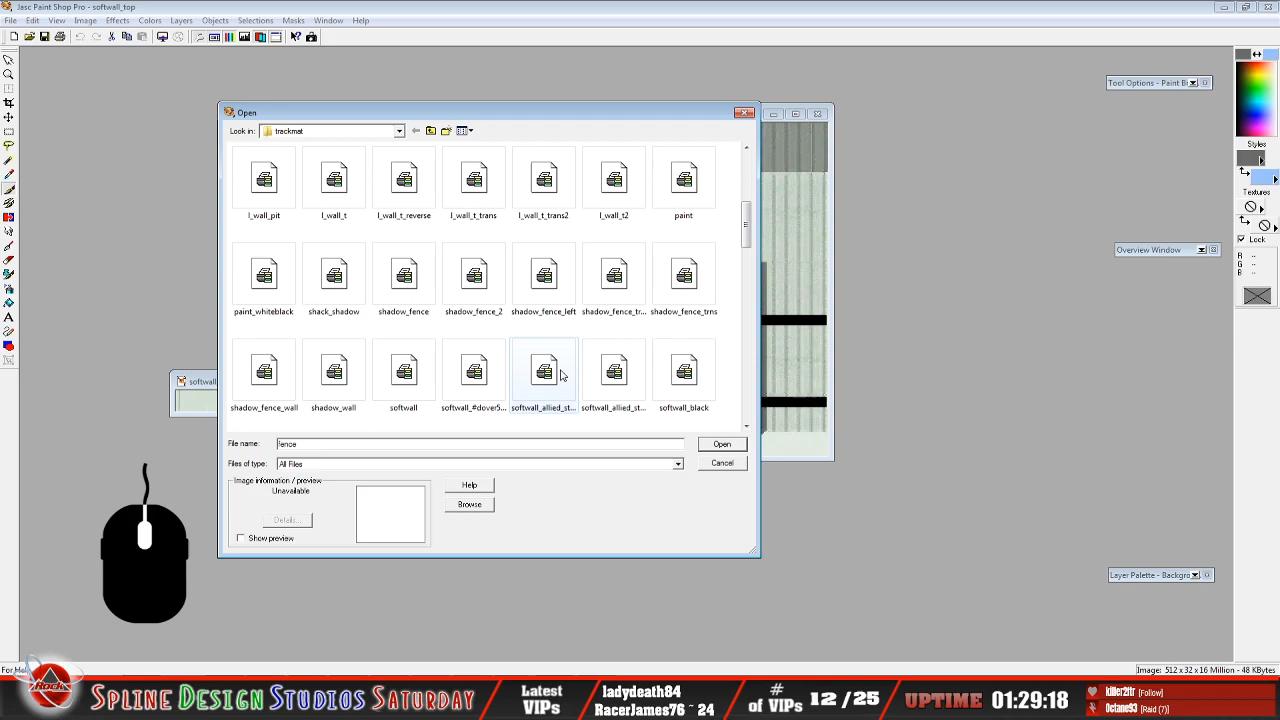 Jasc Paint Shop Pro - softwall_top
File Edit View Image Effects Colors Layers Objects Selections Masks Window Help
Tool Options - Paint B
Open
Look in: trackmat
Styles
l_wall_pit l_wall_t l_wall_t_reverse l_wall_t_trans l_wall_t_trans2 l_wall_t2 paint
Textures
Lock
Overview Window
R --
G --
B --
paint_whiteblack shack_shadow shadow_fence shadow_fence_2 shadow_fence_left shadow_fence_tr... shadow_fence_trns
softwall
shadow_fence_wall shadow_wall softwall softwall_#dover5... softwall_allied_st... softwall_allied_st... softwall_black
File name: fence Open
Files of type: All Files Cancel
Image information / preview
Unavailable
Help
Details...
Browse
Show preview
Layer Palette - Backgro
For He
Image: 512 x 32 x 16 Million - 48 KBytes
Spline Design Studios Saturday
Latest VIPs
ladydeath84
RacerJames76 ~ 24
# of VIPs
12 / 25
Uptime
01:29:18
killer2ltr [Follow]
Octane93 [Raid (7)]